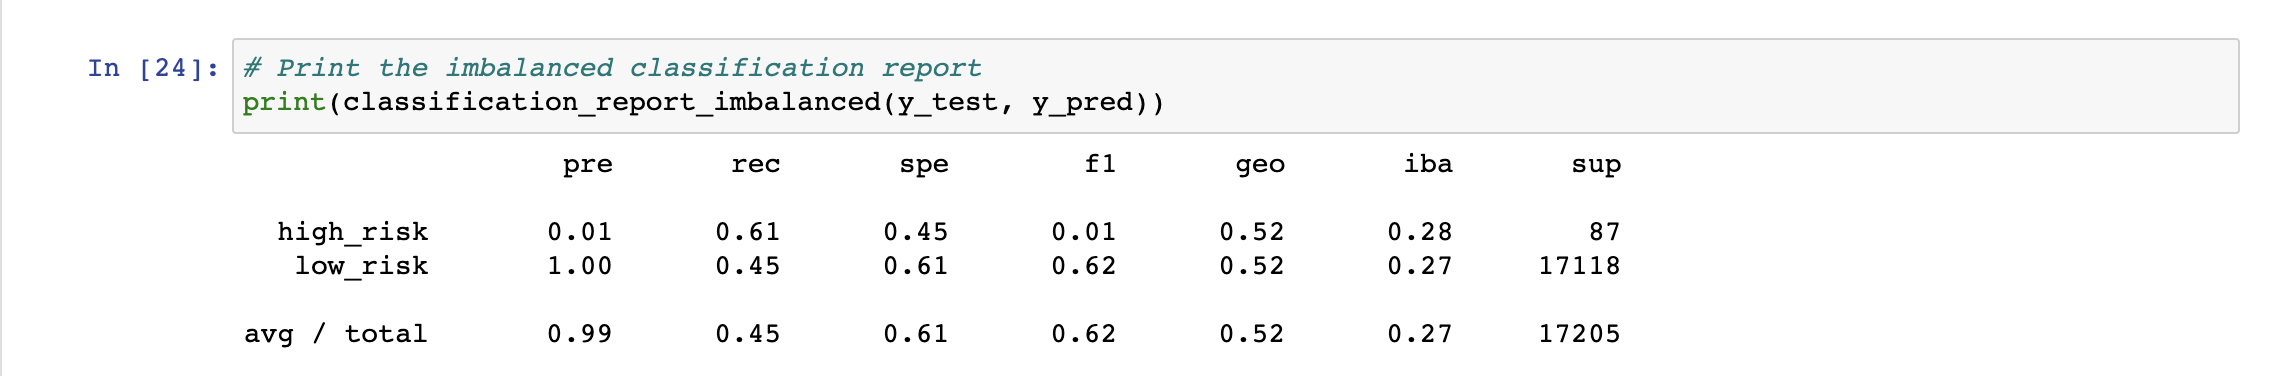 In [24]: # Print the imbalanced classification report
print(classification_report_imbalanced(y_test, y_pred))
pre rec spe f1 geo iba sup
high_risk 0.01 0.61 0.45 0.01 0.52 0.28 87
low_risk 1.00 0.45 0.61 0.62 0.52 0.27 17118
avg / total 0.99 0.45 0.61 0.62 0.52 0.27 17205